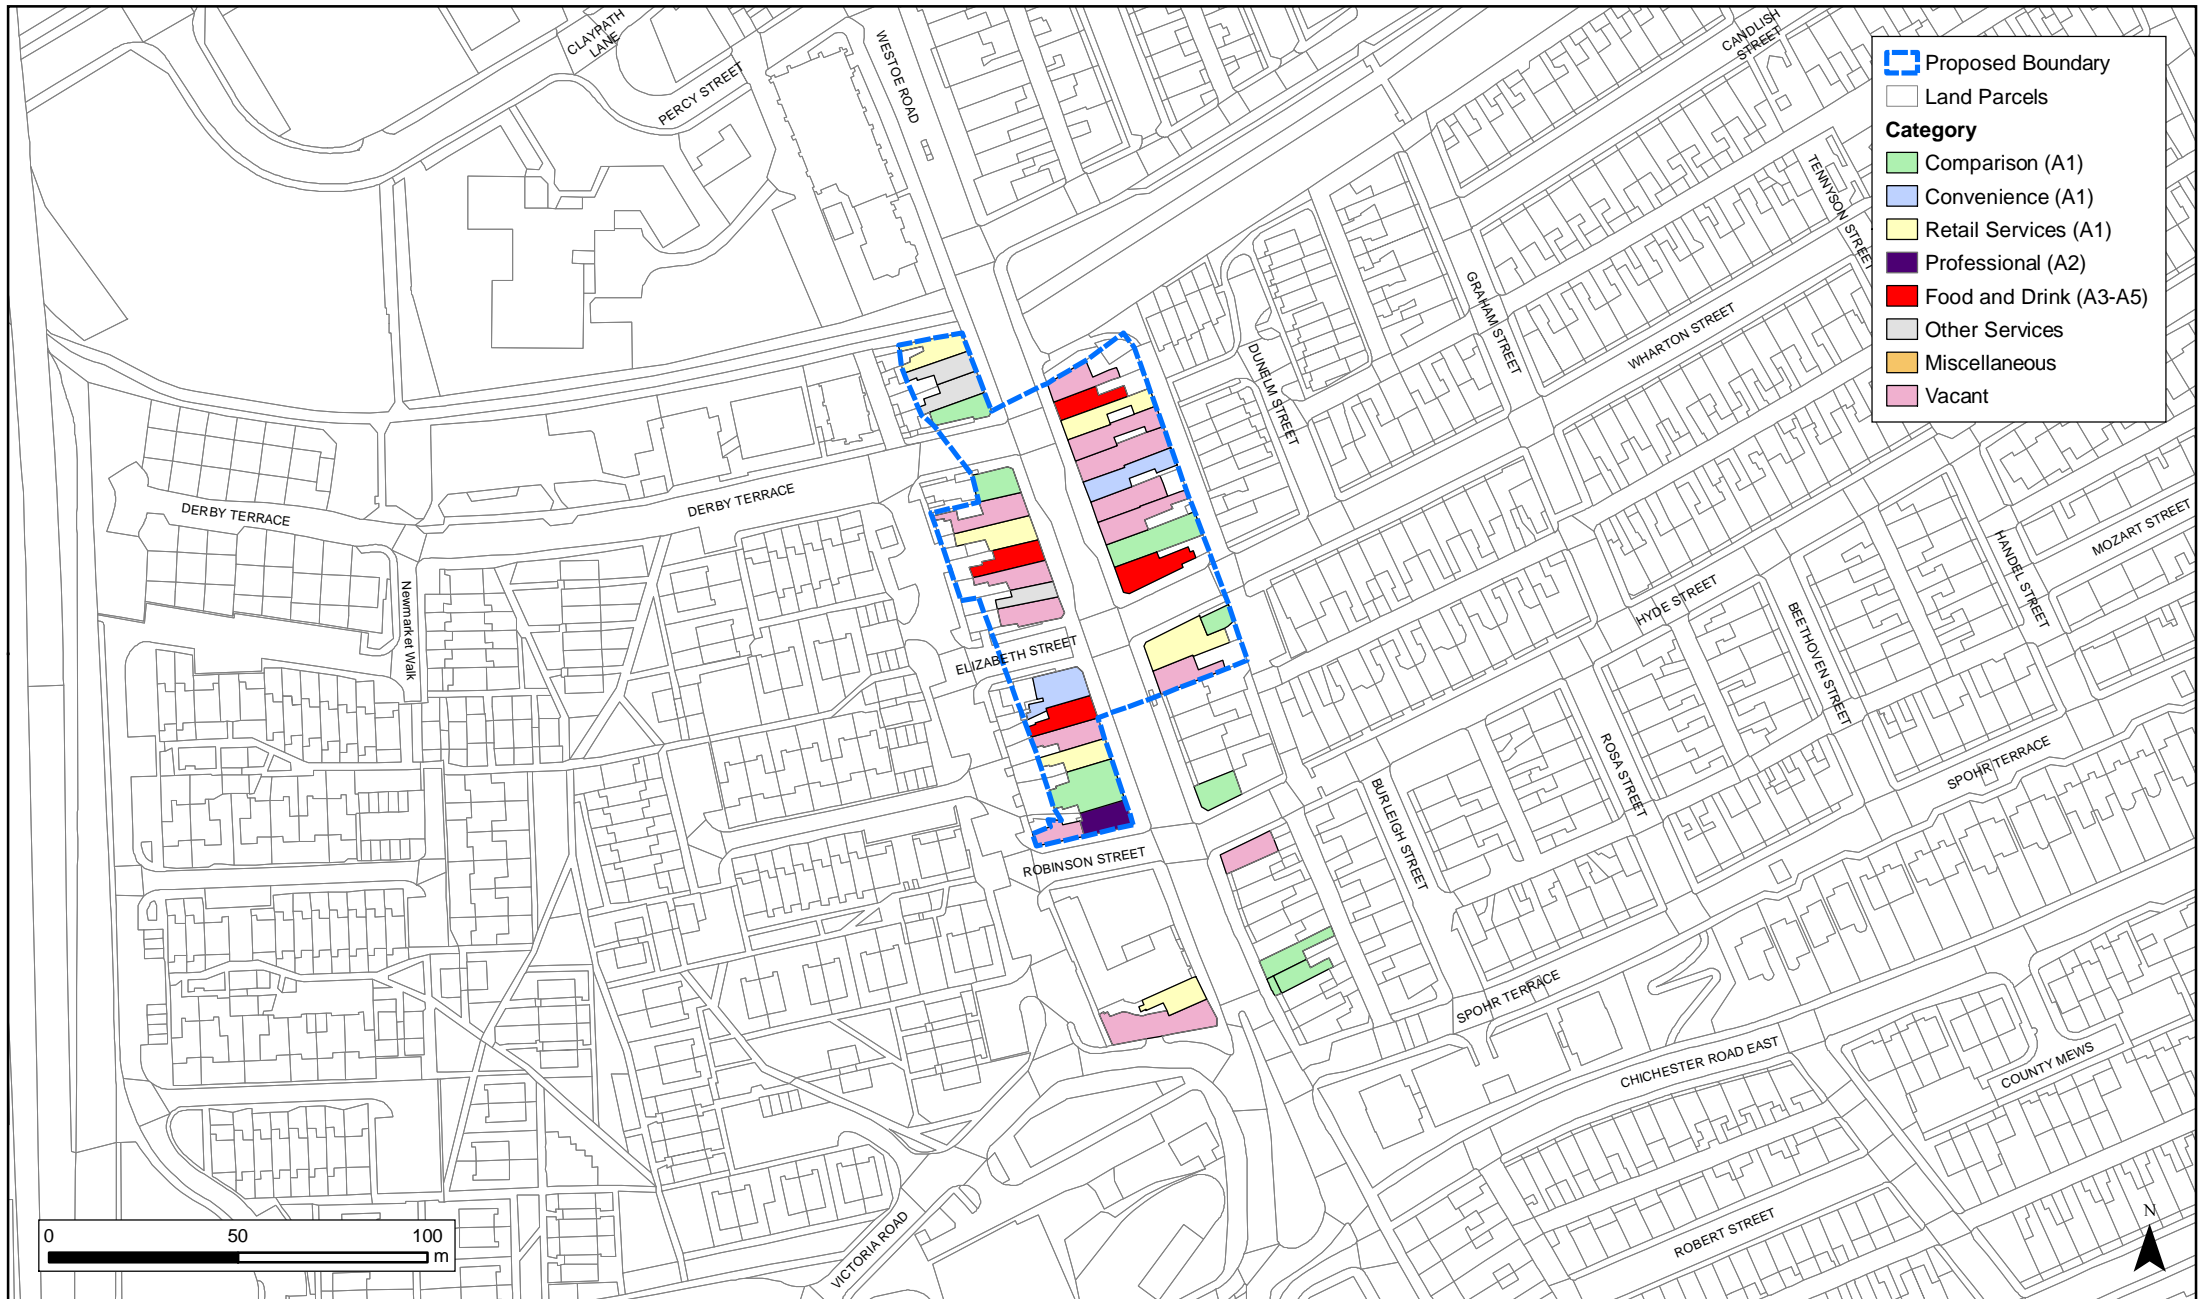 CLAYPATH
LANE
PERCY STREET
WESTOE ROAD
CANDLISH
STREET
TENNYSON STREET
Proposed Boundary
Land Parcels
Category
Comparison (A1)
Convenience (A1)
Retail Services (A1)
Professional (A2)
Food and Drink (A3-A5)
Other Services
Miscellaneous
Vacant
GRAHAM STREET
WHARTON STREET
DUNELM STREET
DERBY TERRACE
DERBY TERRACE
Newmarket Walk
ELIZABETH STREET
HYDE STREET
BEETHOVEN STREET
HANDEL STREET
MOZART STREET
ROSA STREET
SPOHR TERRACE
BURLEIGH STREET
ROBINSON STREET
SPOHR TERRACE
CHICHESTER ROAD EAST
COUNTY MEWS
ROBERT STREET
VICTORIA ROAD
0 50 100
m
N